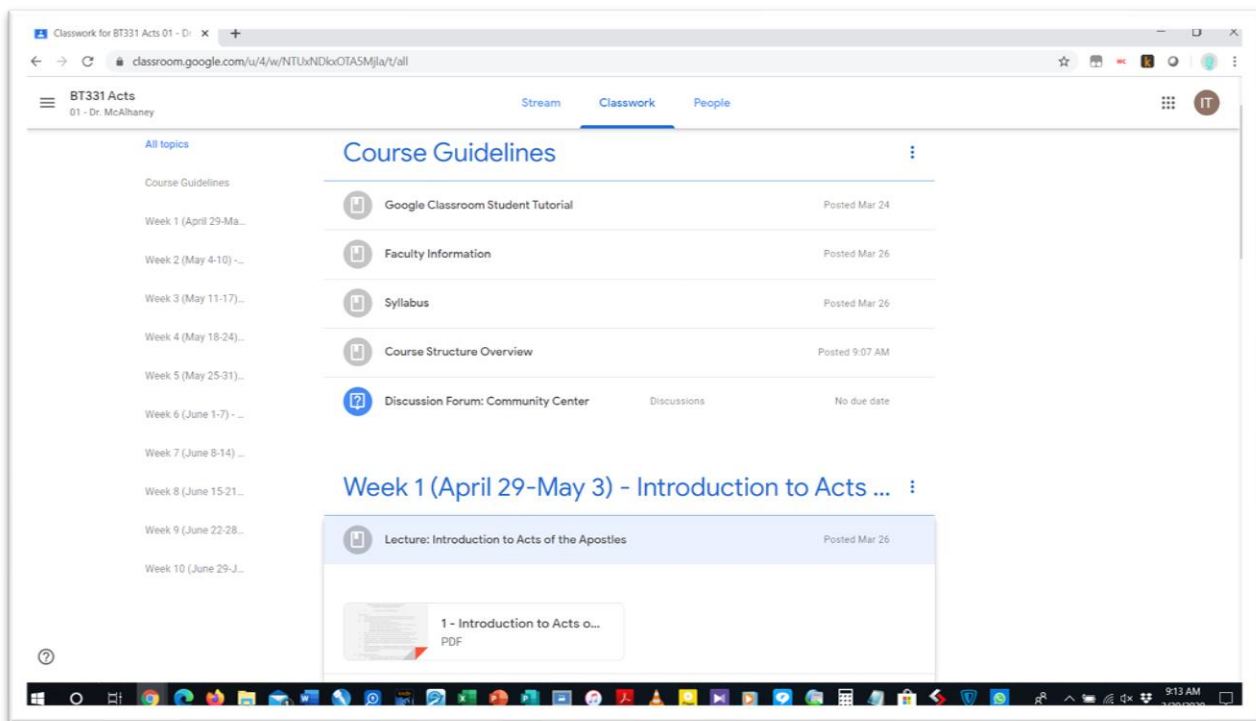 Classwork for BT331 Acts 01 - Dr
classroom.google.com/u/4/w/NTUxNDkxOTA5Mjla/t/all
BT331 Acts
01 - Dr. McAlhaney
Stream
Classwork
People
IT
All topics
Course Guidelines
Week 1 (April 29-Ma...
Week 2 (May 4-10) -...
Week 3 (May 11-17)...
Week 4 (May 18-24)...
Week 5 (May 25-31)...
Week 6 (June 1-7) - ...
Week 7 (June 8-14) ...
Week 8 (June 15-21...
Week 9 (June 22-28...
Week 10 (June 29-J...
Course Guidelines
Google Classroom Student Tutorial Posted Mar 24
Faculty Information Posted Mar 26
Syllabus Posted Mar 26
Course Structure Overview Posted 9:07 AM
Discussion Forum: Community Center Discussions No due date
Week 1 (April 29-May 3) - Introduction to Acts ...
Lecture: Introduction to Acts of the Apostles Posted Mar 26
1 - Introduction to Acts o...
PDF
9:13 AM